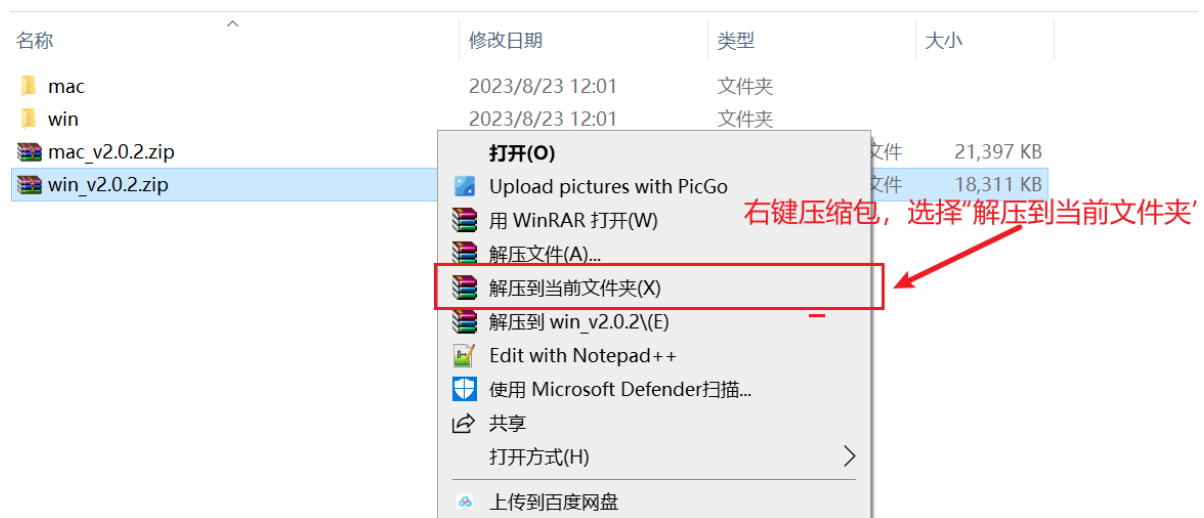 名称 修改日期 类型 大小
mac 2023/8/23 12:01 文件夹
win 2023/8/23 12:01 文件夹
mac_v2.0.2.zip 文件 21,397 KB
win_v2.0.2.zip 文件 18,311 KB
打开(O)
Upload pictures with PicGo
右键压缩包，选择“解压到当前文件夹’
用 WinRAR 打开(W)
解压文件(A)...
解压到当前文件夹(X)
解压到 win_v2.0.2\(E)
Edit with Notepad++
使用 Microsoft Defender扫描...
共享
打开方式(H)
上传到百度网盘